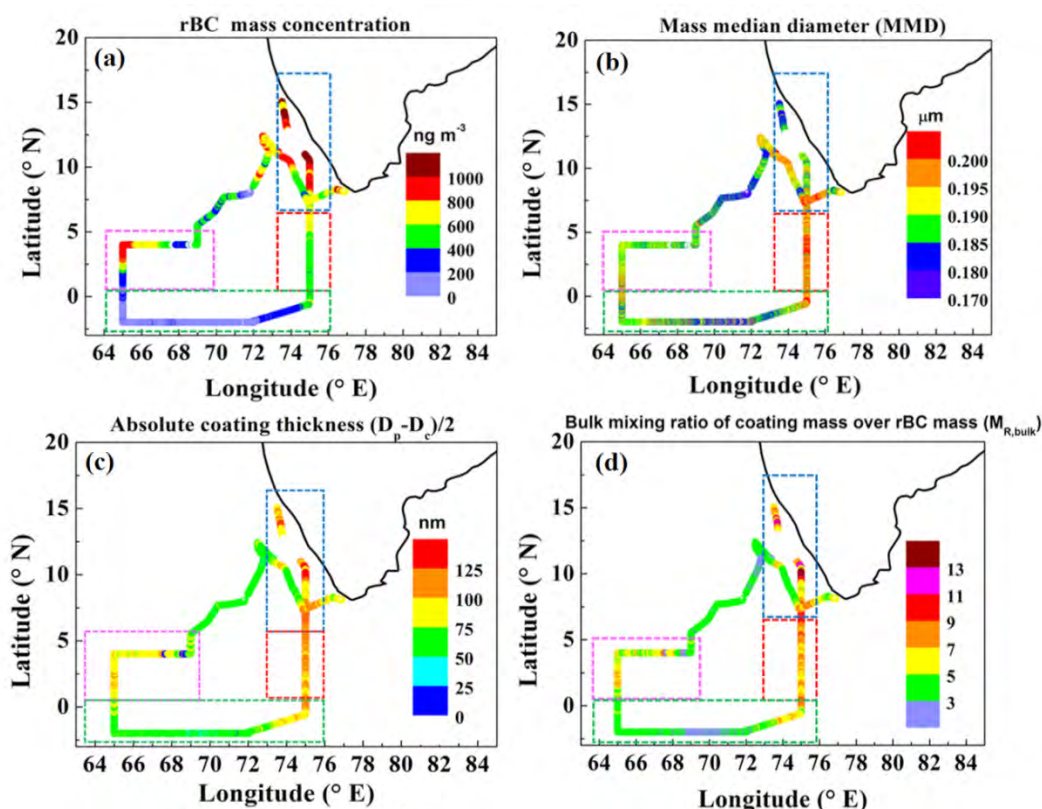 rBC mass concentration
(a)
ng m⁻³
1000
800
600
400
200
0
20
15
10
5
0
Latitude (° N)
64 66 68 70 72 74 76 78 80 82 84
Longitude (° E)
Mass median diameter (MMD)
(b)
μm
0.200
0.195
0.190
0.185
0.180
0.170
20
15
10
5
0
Latitude (° N)
64 66 68 70 72 74 76 78 80 82 84
Longitude (° E)
Absolute coating thickness (Dp-Dc)/2
(c)
nm
125
100
75
50
25
0
20
15
10
5
0
Latitude (° N)
64 66 68 70 72 74 76 78 80 82 84
Longitude (° E)
Bulk mixing ratio of coating mass over rBC mass (MR,bulk)
(d)
13
11
9
7
5
3
20
15
10
5
0
Latitude (° N)
64 66 68 70 72 74 76 78 80 82 84
Longitude (° E)